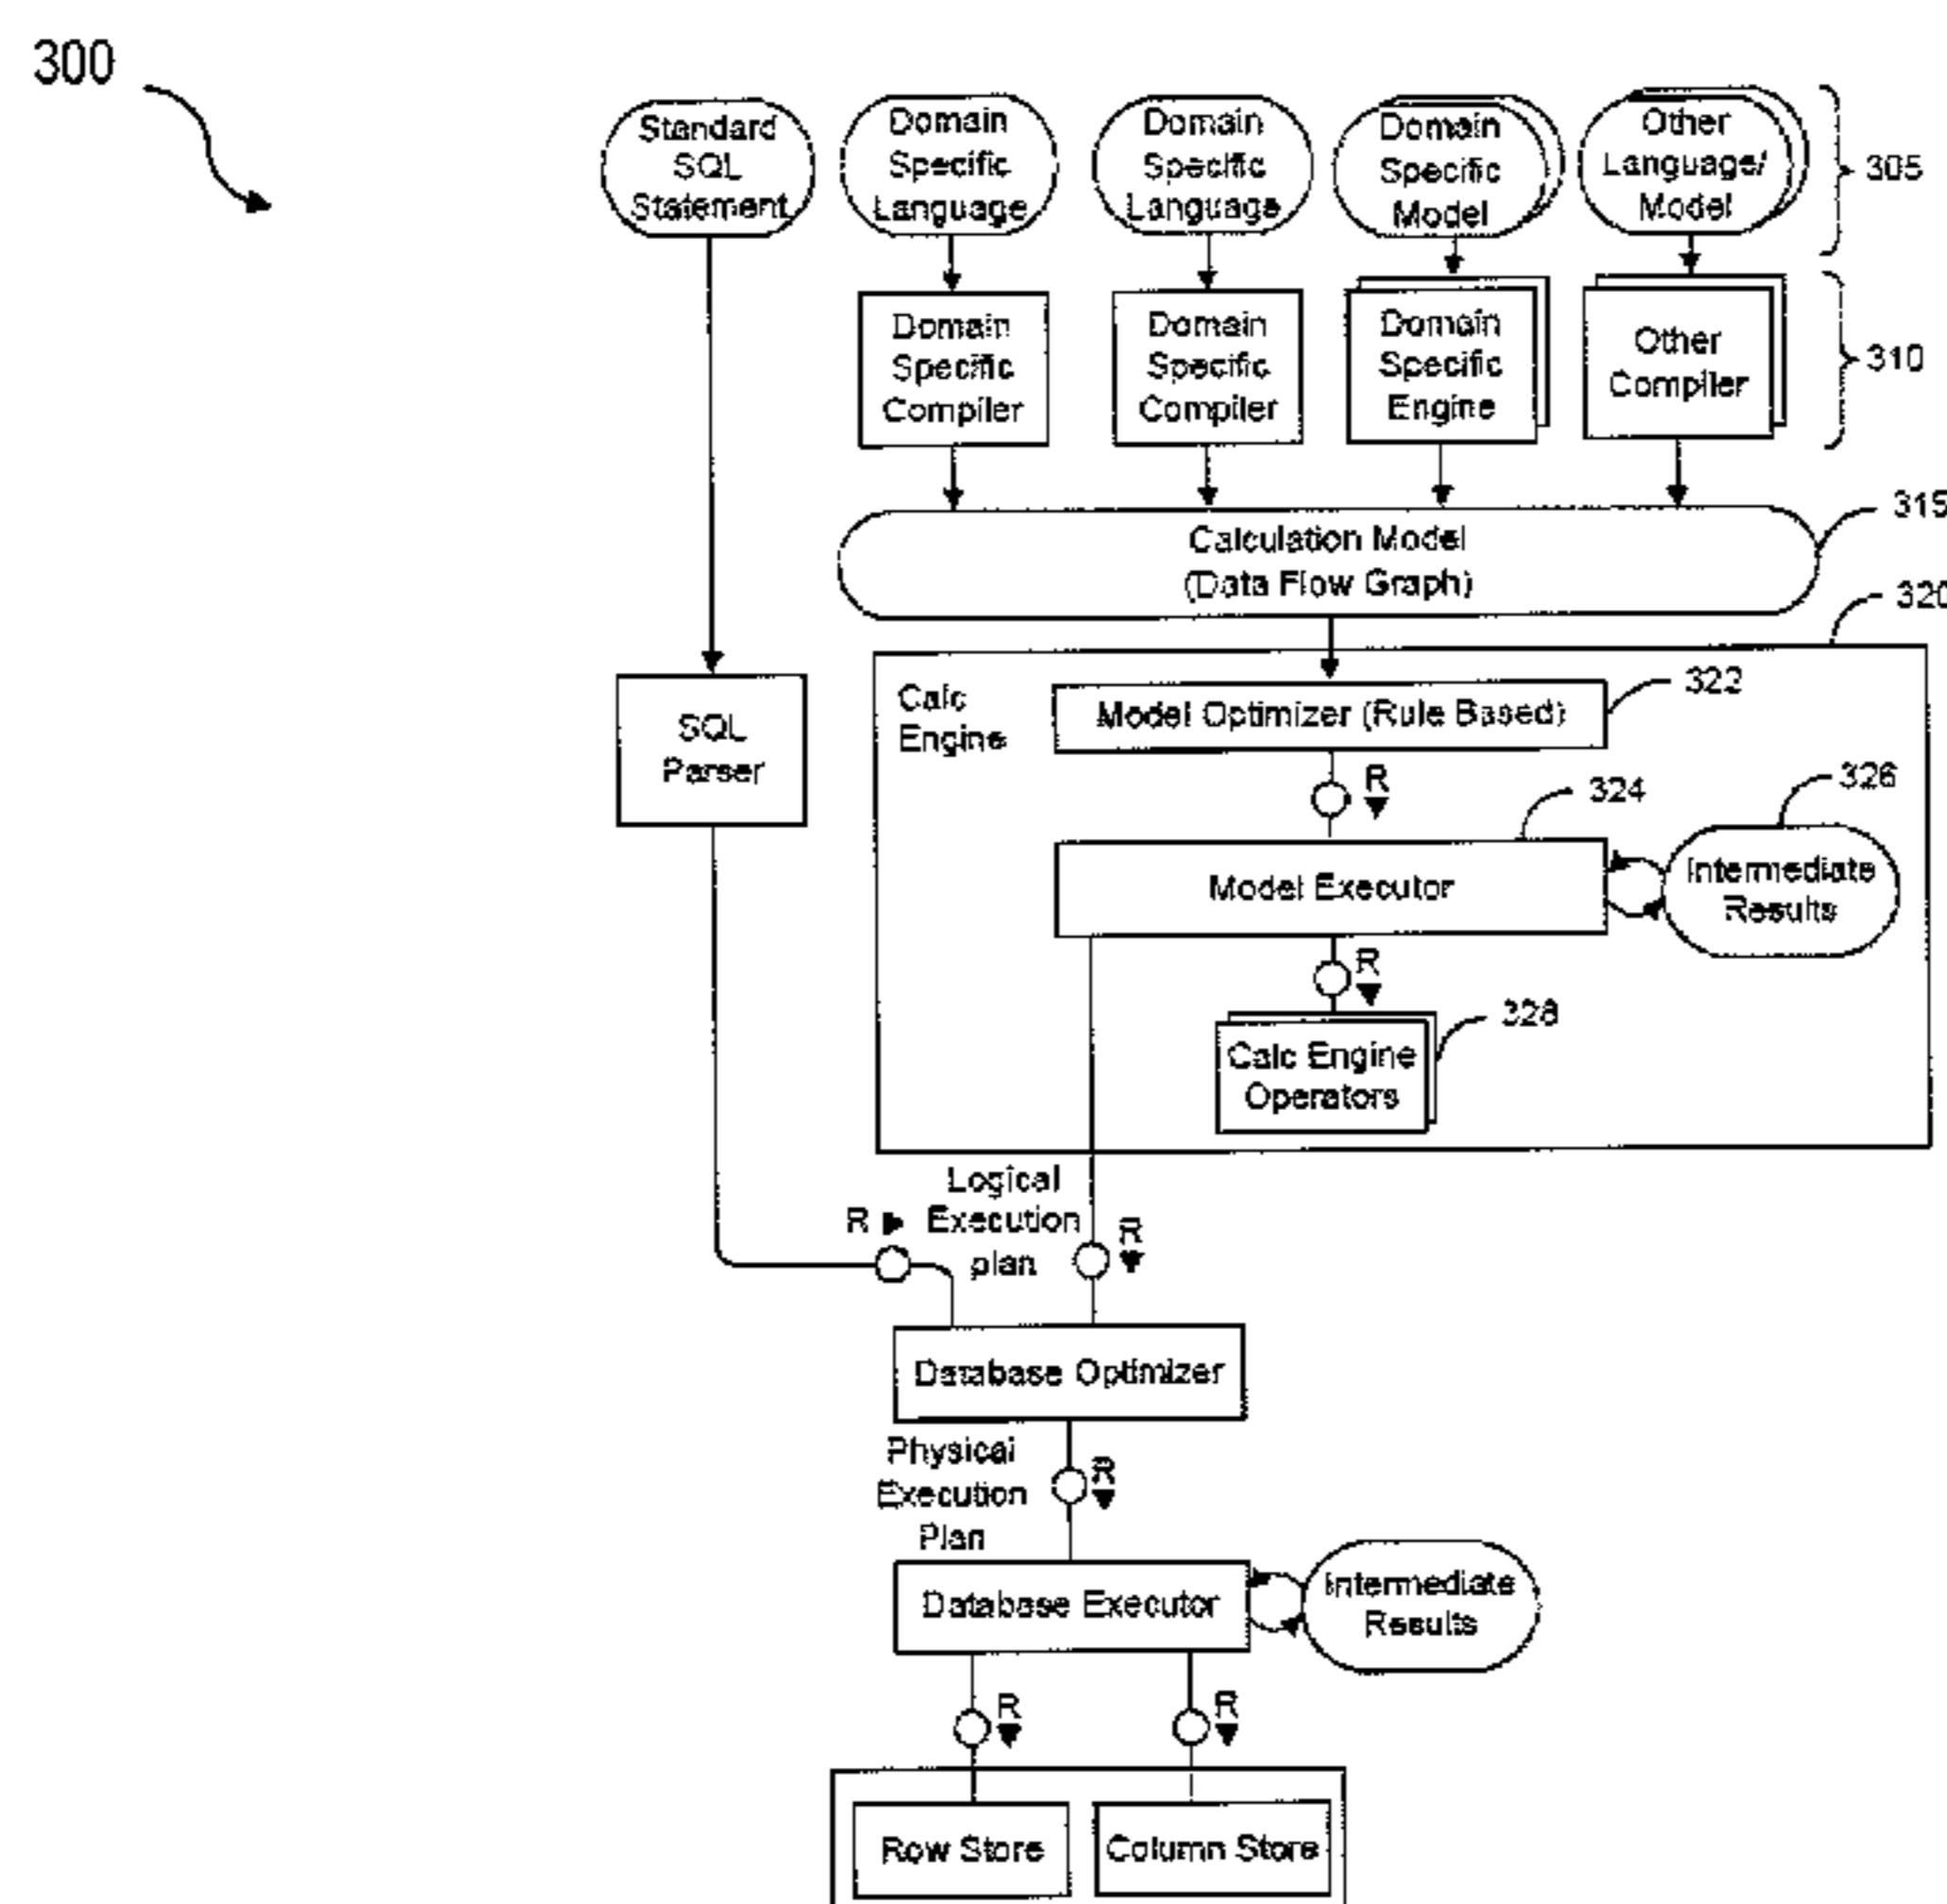 300
Standard
SQL
Statement
Domain
Specific
Language
Domain
Specific
Language
Domain
Specific
Model
Other
Language/
Model
305
Domain
Specific
Compiler
Domain
Specific
Compiler
Domain
Specific
Engine
Other
Compiler
310
Calculation Model
(Data Flow Graph)
315
320
SQL
Parser
Calc
Engine
Model Optimizer (Rule Based)
322
R
324
326
Model Executor
Intermediate
Results
R
328
Calc Engine
Operators
Logical
Execution
plan
R
R
Database Optimizer
Physical
Execution
Plan
R
Database Executor
Intermediate
Results
R
R
Row Store
Column Store